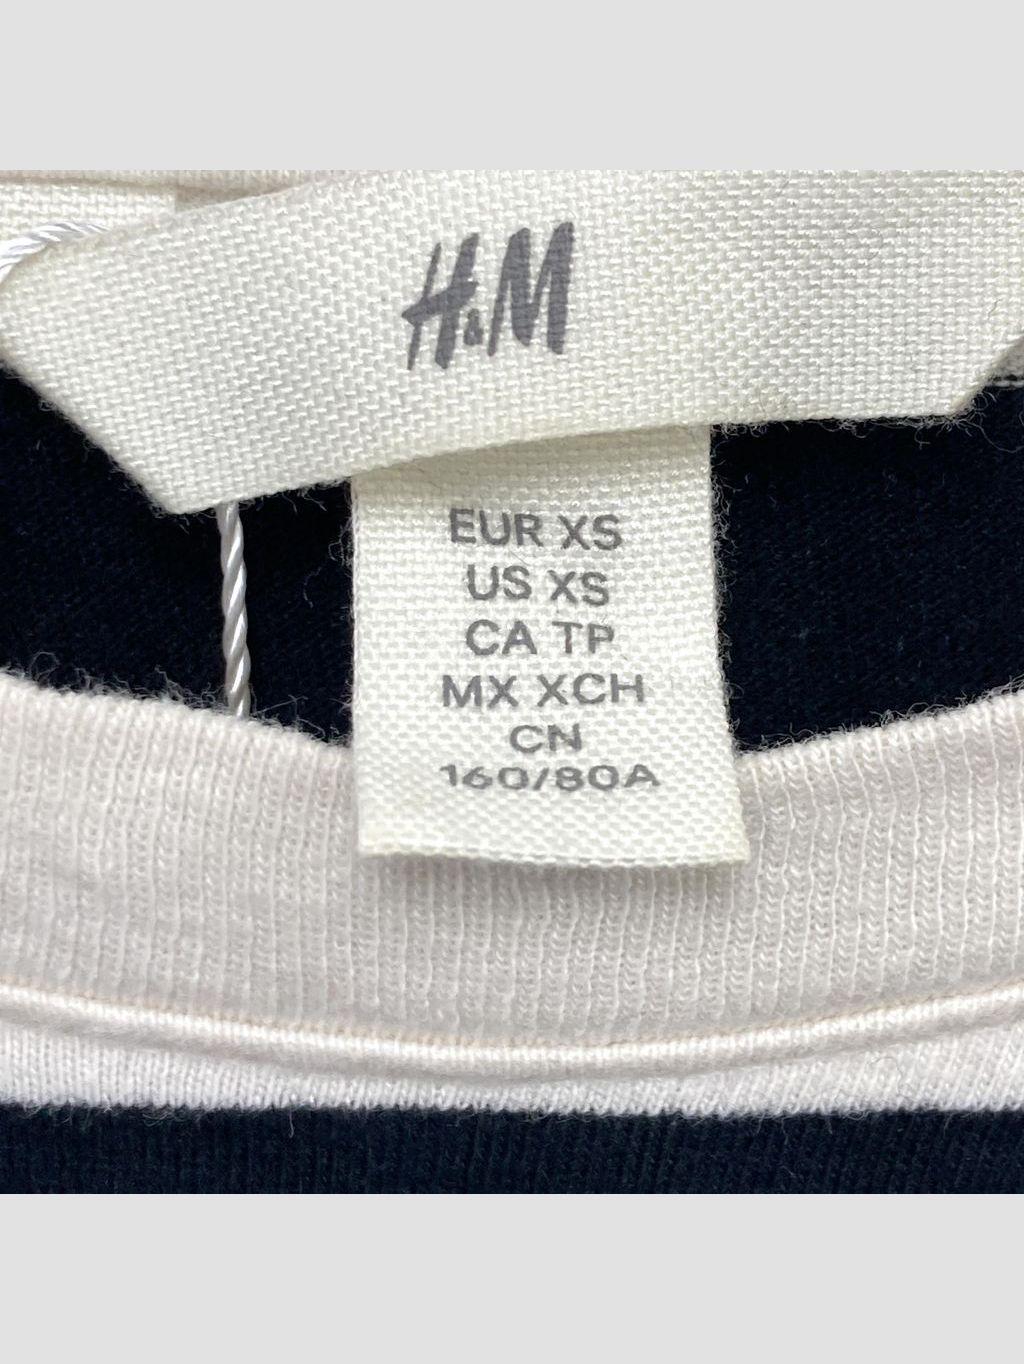 H&M
EUR XS
US XS
CA TP
MX XCH
CN
160/80A